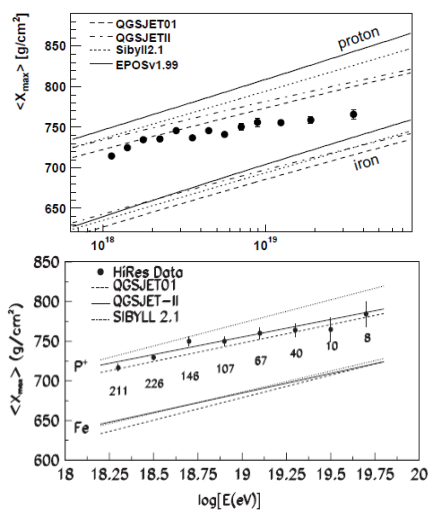 <X_max> [g/cm²]
850
800
750
700
650
QGSJET01
QGSJETII
Sibyll2.1
EPOSv1.99
proton
iron
10^18
10^19
<X_max> (g/cm²)
850
800
750
700
650
600
HiRes Data
QGSJET01
QGSJET-II
SIBYLL 2.1
P⁺
Fe
211
226
146
107
67
40
10
8
18 18.25 18.5 18.75 19 19.25 19.5 19.75 20
log[E(eV)]